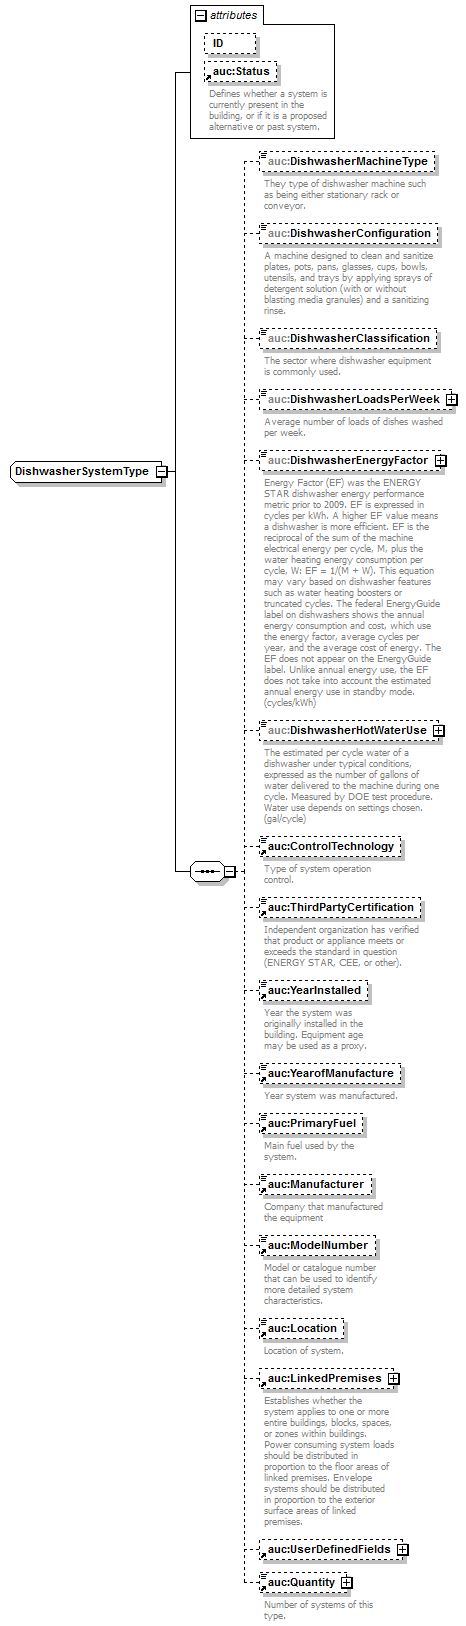 attributes
ID
auc:Status
Defines whether a system is
currently present in the
building, or if it is a proposed
alternative or past system.
auc:DishwasherMachineType
They type of dishwasher machine such
as being either stationary rack or
conveyor.
auc:DishwasherConfiguration
A machine designed to clean and sanitize
plates, pots, pans, glasses, cups, bowls,
utensils, and trays by applying sprays of
detergent solution (with or without
blasting media granules) and a sanitizing
rinse.
auc:DishwasherClassification
The sector where dishwasher equipment
is commonly used.
auc:DishwasherLoadsPerWeek
Average number of loads of dishes washed
per week.
auc:DishwasherEnergyFactor
DishwasherSystemType
Energy Factor (EF) was the ENERGY
STAR dishwasher energy performance
metric prior to 2009. EF is expressed in
cycles per kWh. A higher EF value means
a dishwasher is more efficient. EF is the
reciprocal of the sum of the machine
electrical energy per cycle, M, plus the
water heating energy consumption per
cycle, W: EF = 1/(M + W). This equation
may vary based on dishwasher features
such as water heating boosters or
truncated cycles. The federal EnergyGuide
label on dishwashers shows the annual
energy consumption and cost, which use
the energy factor, average cycles per
year, and the average cost of energy. The
EF does not appear on the EnergyGuide
label. Unlike annual energy use, the EF
does not take into account the estimated
annual energy use in standby mode.
(cycles/kWh)
auc:DishwasherHotWaterUse
The estimated per cycle water of a
dishwasher under typical conditions,
expressed as the number of gallons of
water delivered to the machine during one
cycle. Measured by DOE test procedure.
Water use depends on settings chosen.
(gal/cycle)
auc:ControlTechnology
Type of system operation
control.
auc:ThirdPartyCertification
Independent organization has verified
that product or appliance meets or
exceeds the standard in question
(ENERGY STAR, CEE, or other).
auc:YearInstalled
Year the system was
originally installed in the
building. Equipment age
may be used as a proxy.
auc:YearofManufacture
Year system was manufactured.
auc:PrimaryFuel
Main fuel used by the
system.
auc:Manufacturer
Company that manufactured
the equipment
auc:ModelNumber
Model or catalogue number
that can be used to identify
more detailed system
characteristics.
auc:Location
Location of system.
auc:LinkedPremises
Establishes whether the
system applies to one or more
entire buildings, blocks, spaces,
or zones within buildings.
Power consuming system loads
should be distributed in
proportion to the floor areas of
linked premises. Envelope
systems should be distributed
in proportion to the exterior
surface areas of linked
premises.
auc:UserDefinedFields
auc:Quantity
Number of systems of this
type.